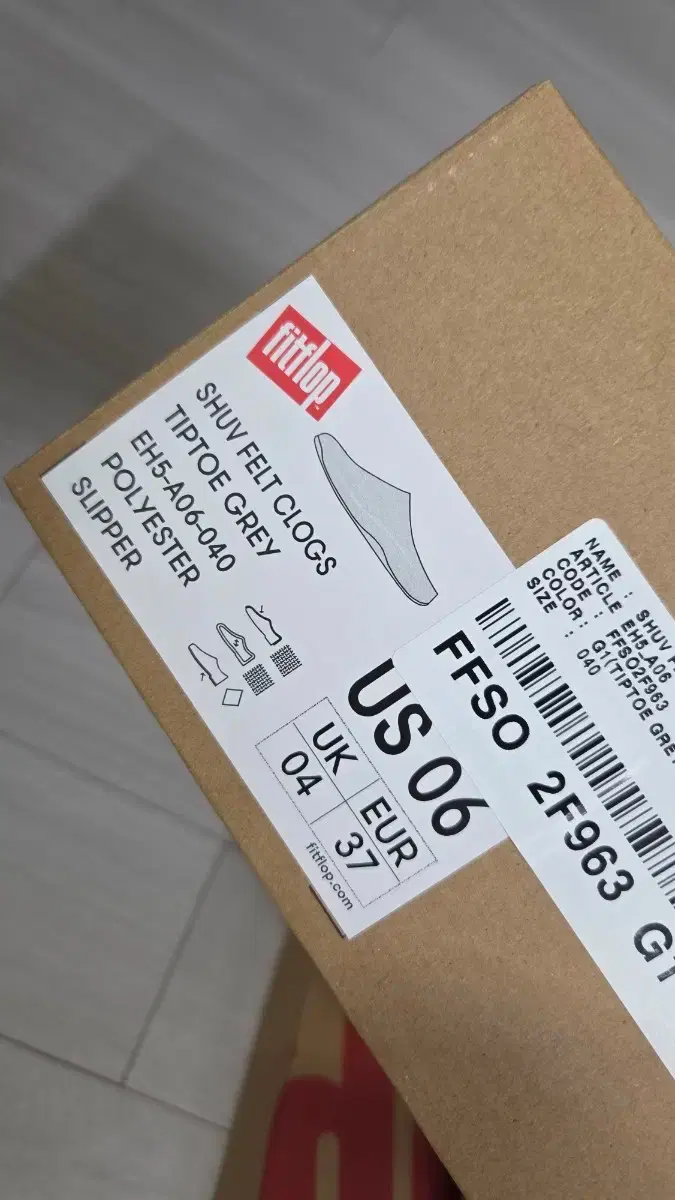 fitflop
SHUV FELT CLOGS
TIPTOE GREY
EH5-A06-040
POLYESTER
SLIPPER
US 06
UK
EUR
04
37
fitflop.com
NAME : SHUV
ARTICLE EH5_A06
CODE : FFSO2F963
COLOR : G1(TIPTOE GREY
SIZE : 040
FFSO 2F963 G1